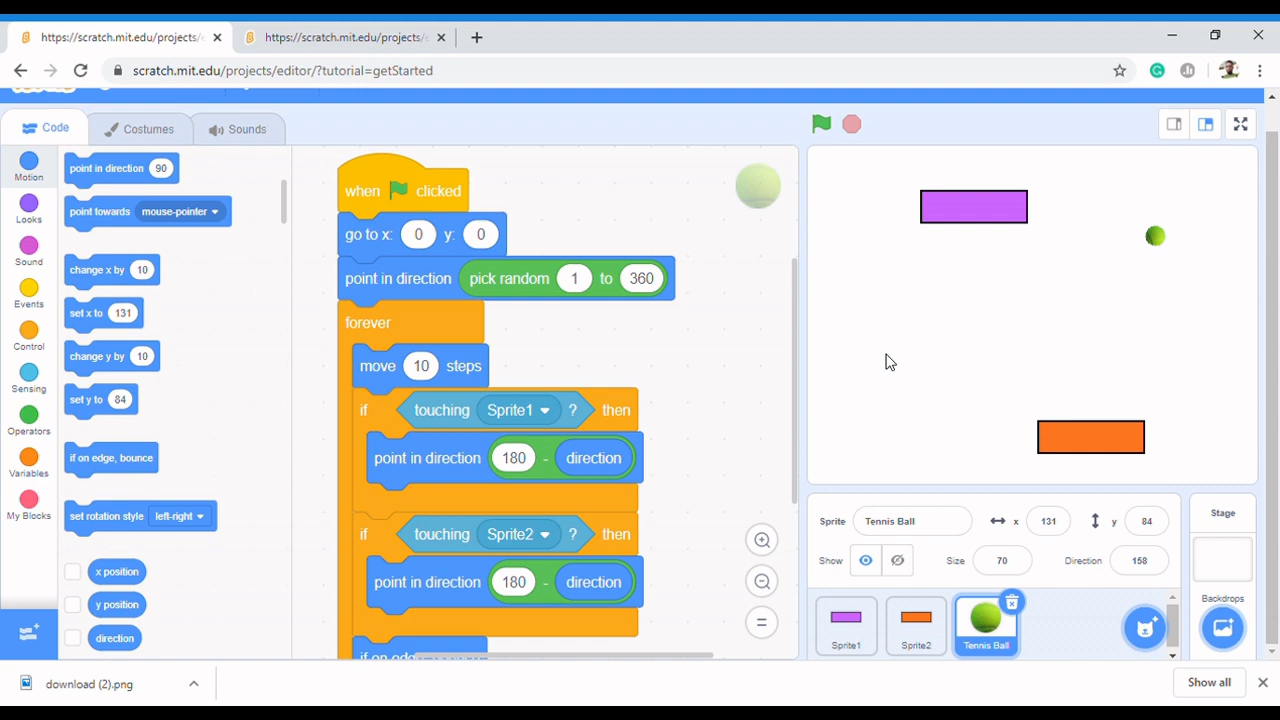 https://scratch.mit.edu/projects/
https://scratch.mit.edu/projects/
scratch.mit.edu/projects/editor/?tutorial=getStarted
Code
Costumes
Sounds
Motion
Looks
Sound
Events
Control
Sensing
Operators
Variables
My Blocks
point in direction 90
point towards mouse-pointer
change x by 10
set x to 131
change y by 10
set y to 84
if on edge, bounce
set rotation style left-right
x position
y position
direction
when clicked
go to x: 0 y: 0
point in direction pick random 1 to 360
forever
move 10 steps
if touching Sprite1 ? then
point in direction 180 - direction
if touching Sprite2 ? then
point in direction 180 - direction
if on
Sprite Tennis Ball x 131 y 84
Show Size 70 Direction 158
Sprite1
Sprite2
Tennis Ball
Stage
Backdrops
download (2).png
Show all